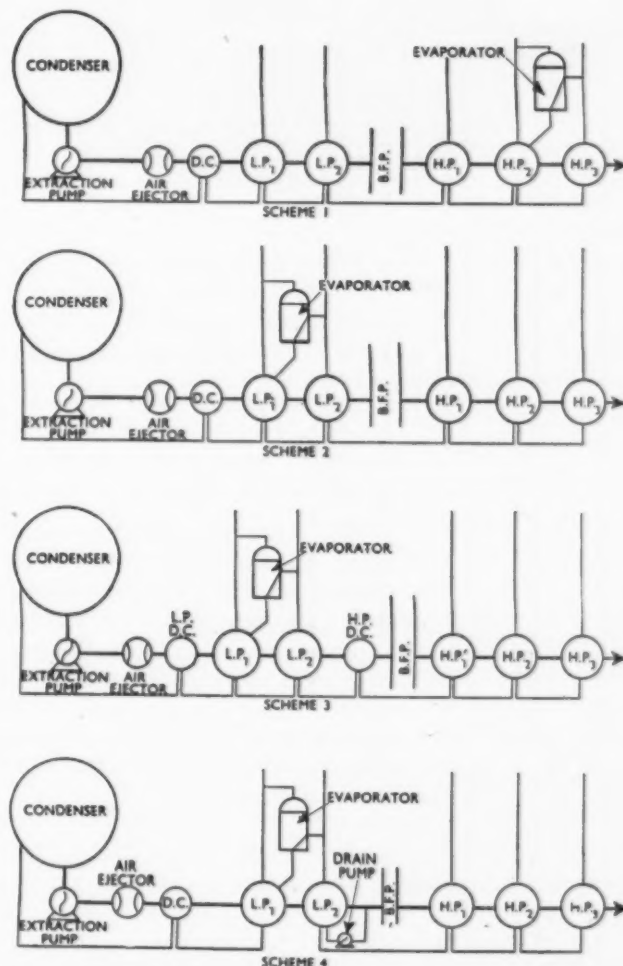 CONDENSER
EVAPORATOR
EXTRACTION
PUMP
AIR
EJECTOR
D.C.
L.P.1
L.P.2
B.F.P.
H.P.1
H.P.2
H.P.3
SCHEME 1
CONDENSER
EVAPORATOR
EXTRACTION
PUMP
AIR
EJECTOR
D.C.
L.P.1
L.P.2
B.F.P.
H.P.1
H.P.2
H.P.3
SCHEME 2
CONDENSER
EVAPORATOR
EXTRACTION
PUMP
AIR
EJECTOR
L.P.
D.C.
L.P.1
L.P.2
H.P.
D.C.
B.F.P.
H.P.1
H.P.2
H.P.3
SCHEME 3
CONDENSER
EVAPORATOR
AIR
EJECTOR
DRAIN
PUMP
EXTRACTION
PUMP
D.C.
L.P.1
L.P.2
B.F.P.
H.P.1
H.P.2
H.P.3
SCHEME 4